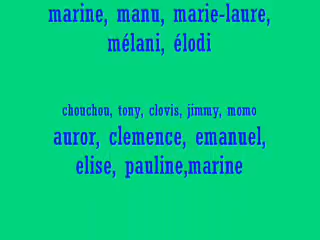 marine, manu, marie-laure,
mélani, élodi
chouchou, tony, clovis, jimmy, momo
auror, clemence, emanuel,
elise, pauline,marine